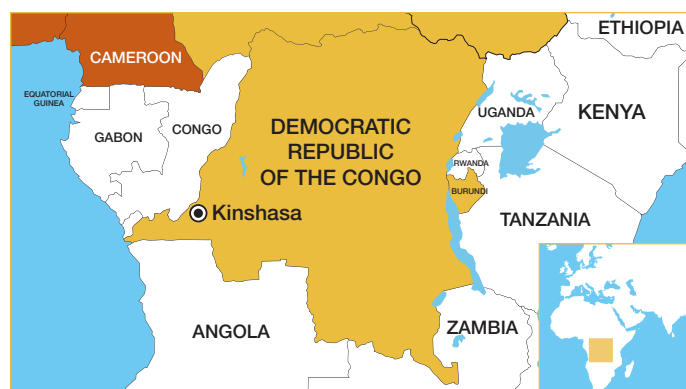 ETHIOPIA
CAMEROON
EQUATORIAL
GUINEA
GABON
CONGO
DEMOCRATIC
REPUBLIC
OF THE CONGO
UGANDA
KENYA
RWANDA
BURUNDI
Kinshasa
TANZANIA
ANGOLA
ZAMBIA